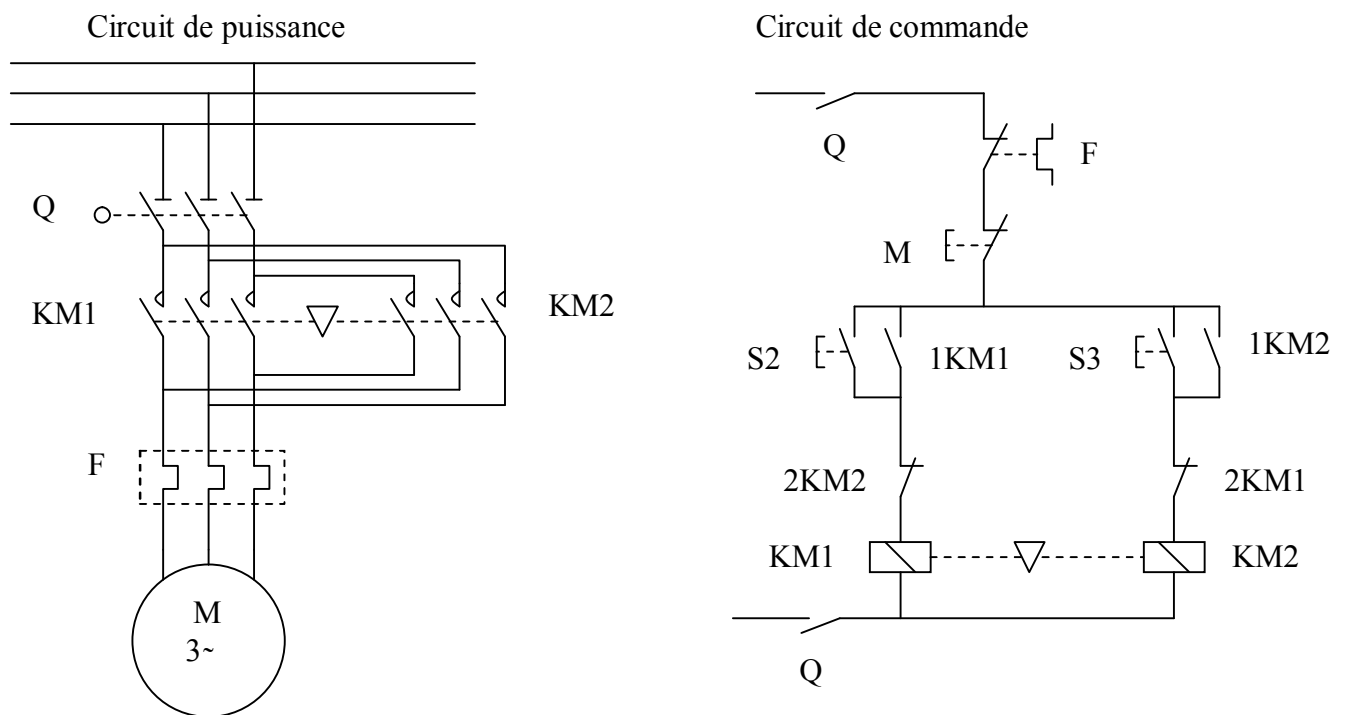 Circuit de puissance
Circuit de commande
Q
KM1
KM2
F
M
3~
Q
F
M
S2
1KM1
S3
1KM2
2KM2
2KM1
KM1
KM2
Q